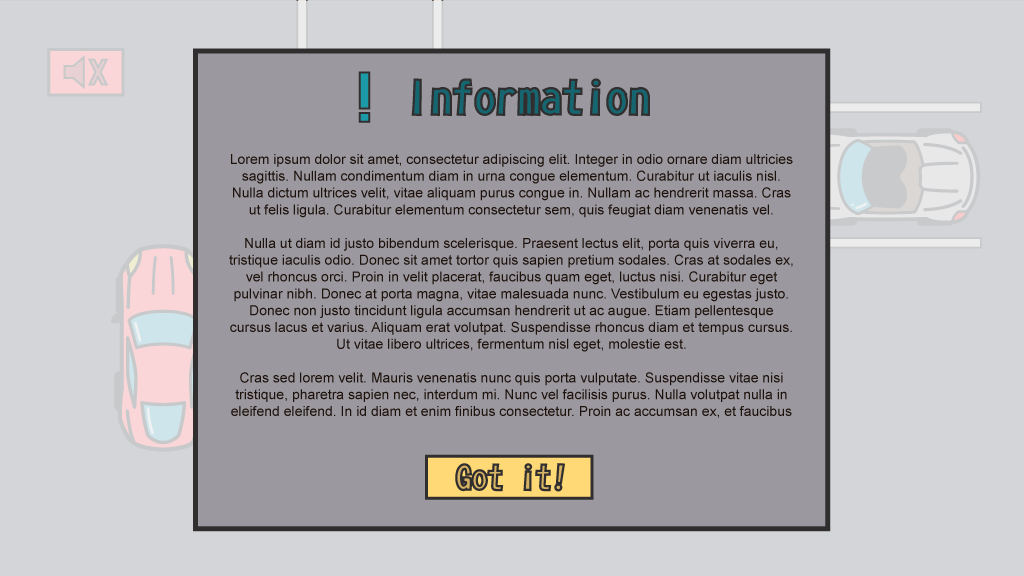 X
! Information
Lorem ipsum dolor sit amet, consectetur adipiscing elit. Integer in odio ornare diam ultricies
sagittis. Nullam condimentum diam in urna congue elementum. Curabitur ut iaculis nisl.
Nulla dictum ultrices velit, vitae aliquam purus congue in. Nullam ac hendrerit massa. Cras
ut felis ligula. Curabitur elementum consectetur sem, quis feugiat diam venenatis vel.
Nulla ut diam id justo bibendum scelerisque. Praesent lectus elit, porta quis viverra eu,
tristique iaculis odio. Donec sit amet tortor quis sapien pretium sodales. Cras at sodales ex,
vel rhoncus orci. Proin in velit placerat, faucibus quam eget, luctus nisi. Curabitur eget
pulvinar nibh. Donec at porta magna, vitae malesuada nunc. Vestibulum eu egestas justo.
Donec non justo tincidunt ligula accumsan hendrerit ut ac augue. Etiam pellentesque
cursus lacus et varius. Aliquam erat volutpat. Suspendisse rhoncus diam et tempus cursus.
Ut vitae libero ultrices, fermentum nisl eget, molestie est.
Cras sed lorem velit. Mauris venenatis nunc quis porta vulputate. Suspendisse vitae nisi
tristique, pharetra sapien nec, interdum mi. Nunc vel facilisis purus. Nulla volutpat nulla in
eleifend eleifend. In id diam et enim finibus consectetur. Proin ac accumsan ex, et faucibus
Got it!